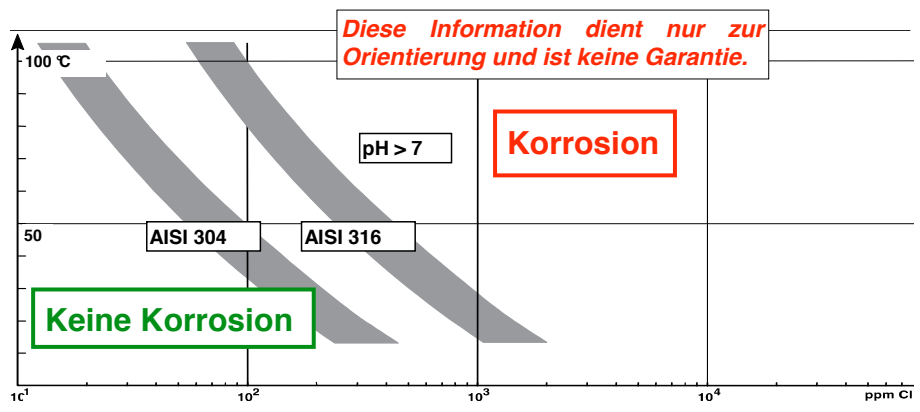 Diese Information dient nur zur
Orientierung und ist keine Garantie.
100 °C
pH > 7
Korrosion
50
AISI 304
AISI 316
Keine Korrosion
10¹
10²
10³
10⁴
ppm Cl